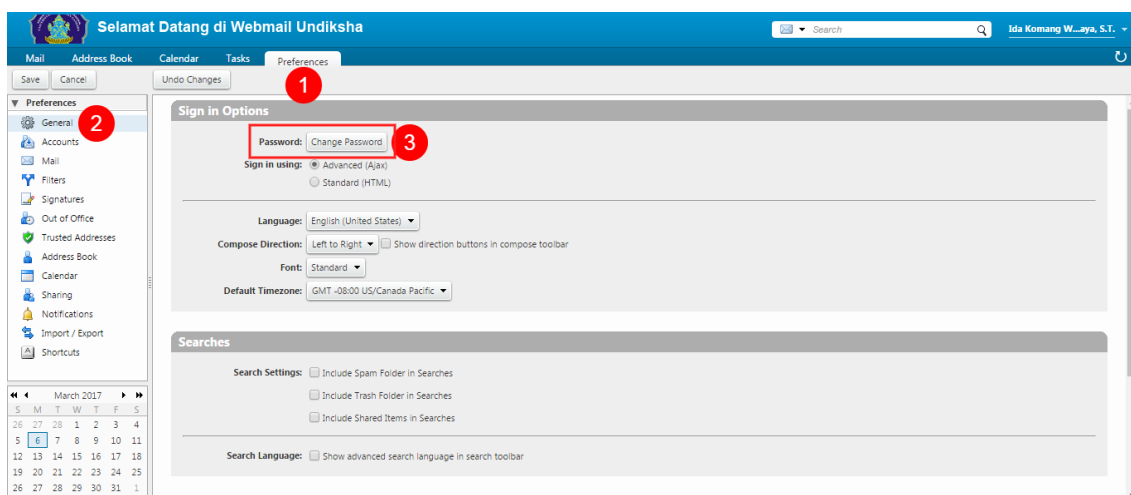 Selamat Datang di Webmail Undiksha
Search
Ida Komang W...aya, S.T.
Mail Address Book Calendar Tasks Preferences
Save Cancel Undo Changes
1
Preferences
General
2
Accounts
Mail
Filters
Signatures
Out of Office
Trusted Addresses
Address Book
Calendar
Sharing
Notifications
Import / Export
Shortcuts
Sign in Options
Password: Change Password
3
Sign in using: Advanced (Ajax)
Standard (HTML)
Language: English (United States)
Compose Direction: Left to Right Show direction buttons in compose toolbar
Font: Standard
Default Timezone: GMT -08:00 US/Canada Pacific
Searches
Search Settings: Include Spam Folder in Searches
Include Trash Folder in Searches
Include Shared Items in Searches
Search Language: Show advanced search language in search toolbar
March 2017
S M T W T F S
26 27 28 1 2 3 4
5 6 7 8 9 10 11
12 13 14 15 16 17 18
19 20 21 22 23 24 25
26 27 28 29 30 31 1